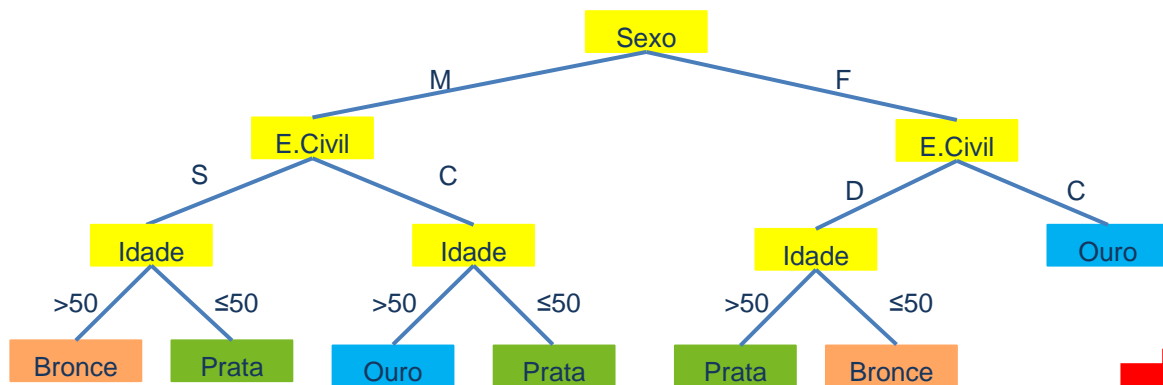 Sexo
M F
E.Civil E.Civil
S C D C
Idade Idade Idade Ouro
>50 ≤50 >50 ≤50 >50 ≤50
Bronce Prata Ouro Prata Prata Bronce